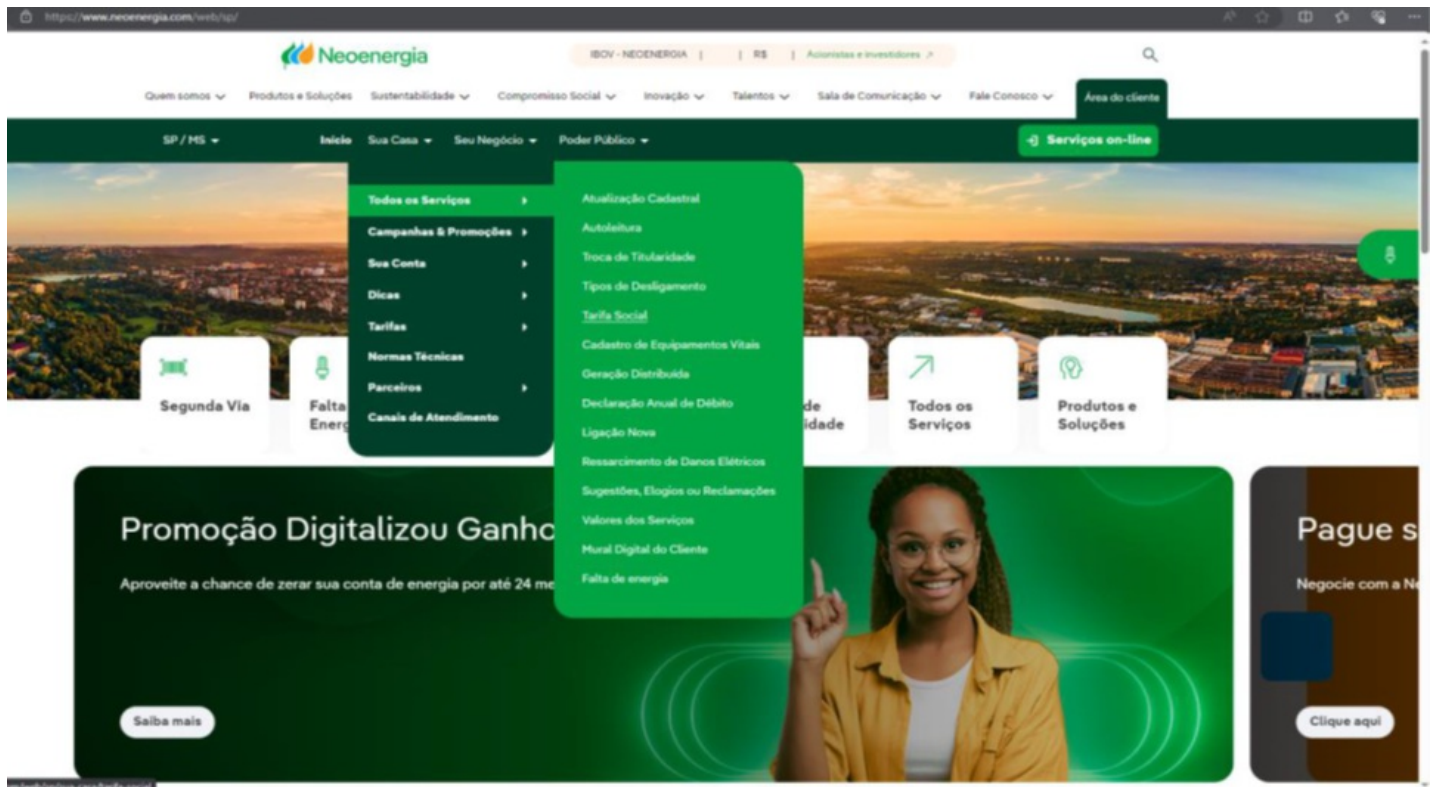 https://www.neoenergia.com/web/sp/
Neoenergia
IBOV - NEOENERGIA | | R$ | Acionistas e investidores ↗
Quem somos Produtos e Soluções Sustentabilidade Compromisso Social Inovação Talentos Sala de Comunicação Fale Conosco Área do cliente
SP / MS Início Sua Casa Seu Negócio Poder Público Serviços on-line
Todos os Serviços
Campanhas & Promoções
Sua Conta
Dicas
Tarifas
Normas Técnicas
Parceiros
Canais de Atendimento
Atualização Cadastral
Autoleitura
Troca de Titularidade
Tipos de Desligamento
Tarifa Social
Cadastro de Equipamentos Vitais
Geração Distribuída
Declaração Anual de Débito
Ligação Nova
Ressarcimento de Danos Elétricos
Sugestões, Elogios ou Reclamações
Valores dos Serviços
Mural Digital do Cliente
Falta de energia
Segunda Via
Falta
Energ
de
idade
Todos os
Serviços
Produtos e
Soluções
Promoção Digitalizou Ganho
Aproveite a chance de zerar sua conta de energia por até 24 me
Saiba mais
Pague s
Negocie com a Ne
Clique aqui